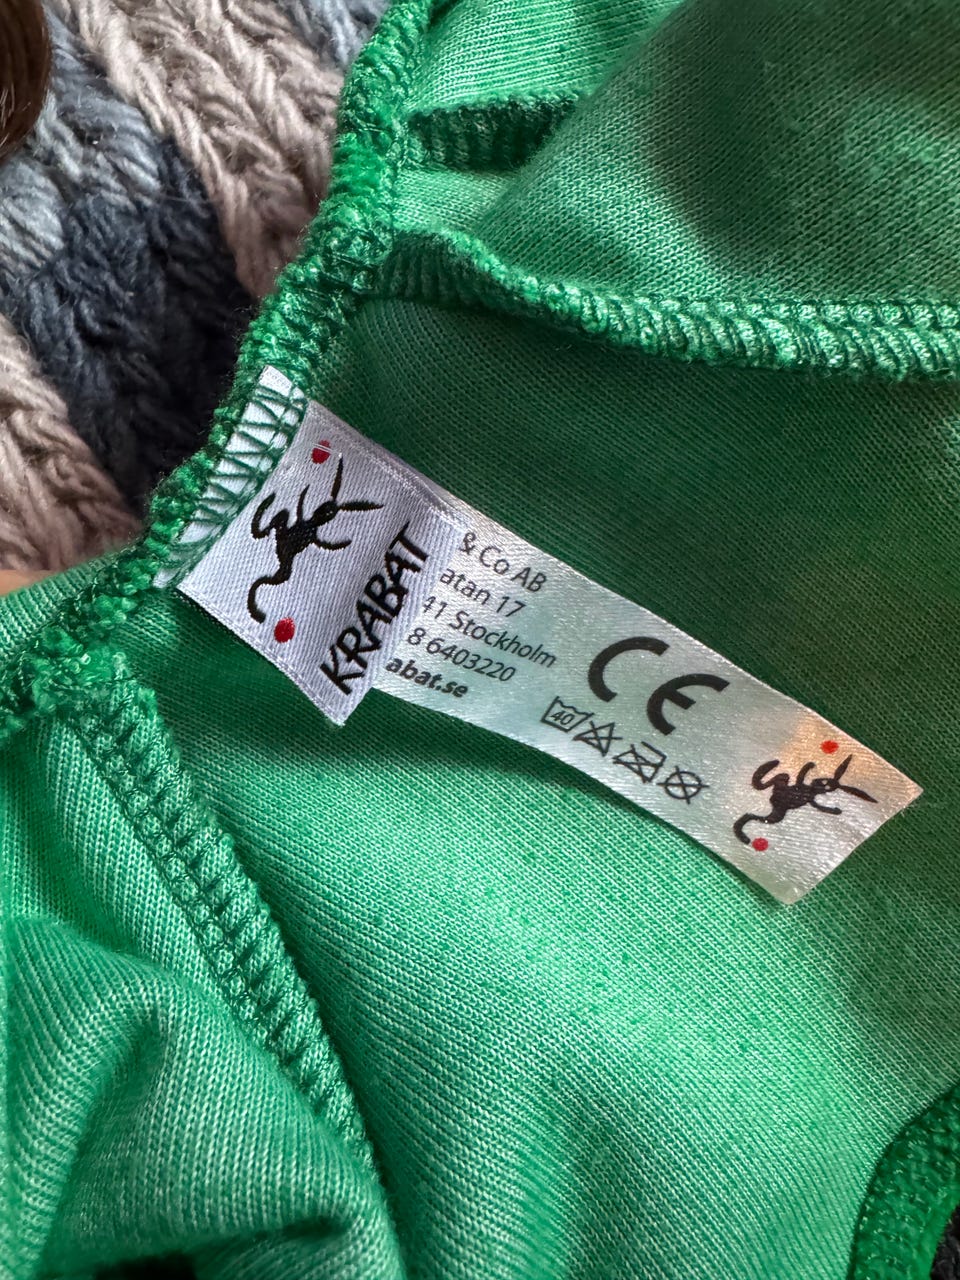 KRABAT
& Co AB
atan 17
41 Stockholm
8 6403220
abat.se
CE
40